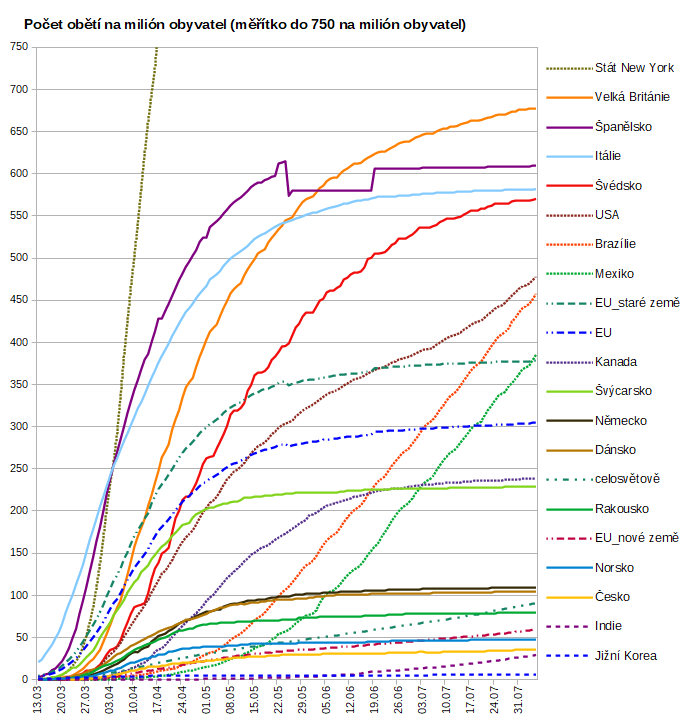 Počet obětí na milión obyvatel (měřítko do 750 na milión obyvatel)
750
700
650
600
550
500
450
400
350
300
250
200
150
100
50
0
13.03
20.03
27.03
03.04
10.04
17.04
24.04
01.05
08.05
15.05
22.05
29.05
05.06
12.06
19.06
26.06
03.07
10.07
17.07
24.07
31.07
Stát New York
Velká Británie
Španělsko
Itálie
Švédsko
USA
Brazílie
Mexiko
EU_staré země
EU
Kanada
Švýcarsko
Německo
Dánsko
celosvětově
Rakousko
EU_nové země
Norsko
Česko
Indie
Jižní Korea